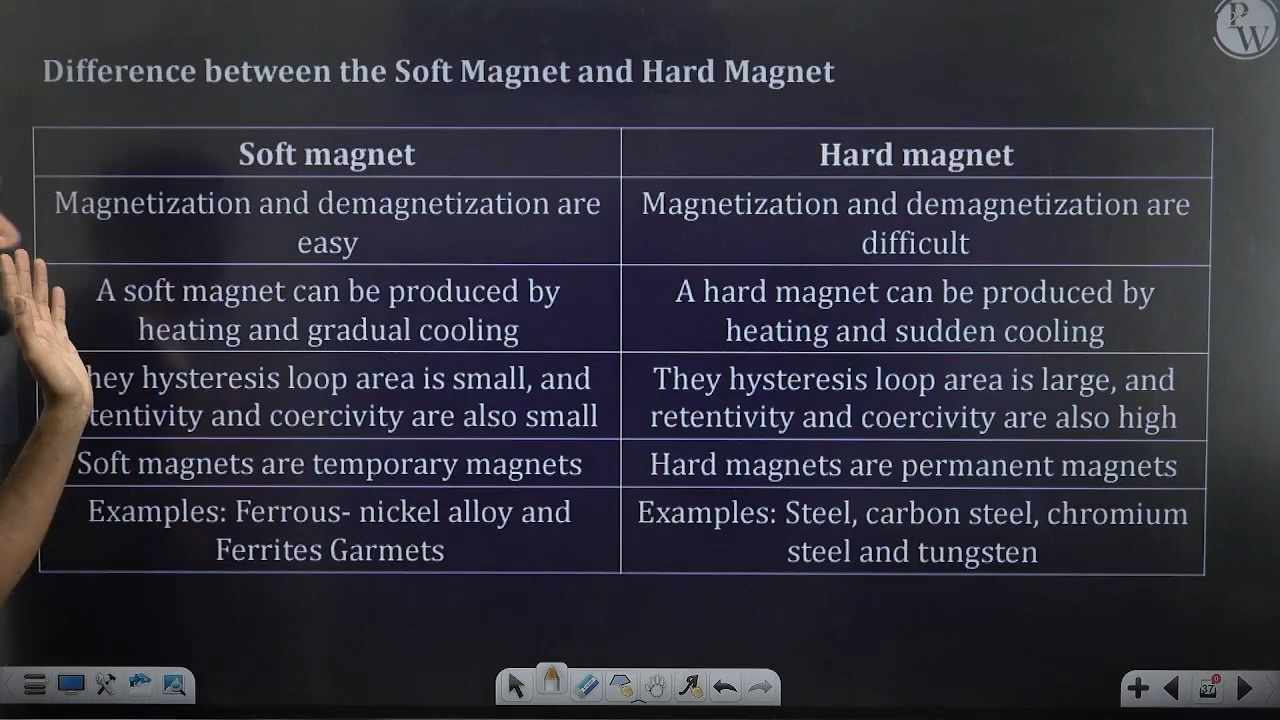 PW
Difference between the Soft Magnet and Hard Magnet
Soft magnet
Hard magnet
Magnetization and demagnetization are
easy
Magnetization and demagnetization are
difficult
A soft magnet can be produced by
heating and gradual cooling
A hard magnet can be produced by
heating and sudden cooling
hey hysteresis loop area is small, and
tentivity and coercivity are also small
They hysteresis loop area is large, and
retentivity and coercivity are also high
Soft magnets are temporary magnets
Hard magnets are permanent magnets
Examples: Ferrous- nickel alloy and
Ferrites Garmets
Examples: Steel, carbon steel, chromium
steel and tungsten
37
0